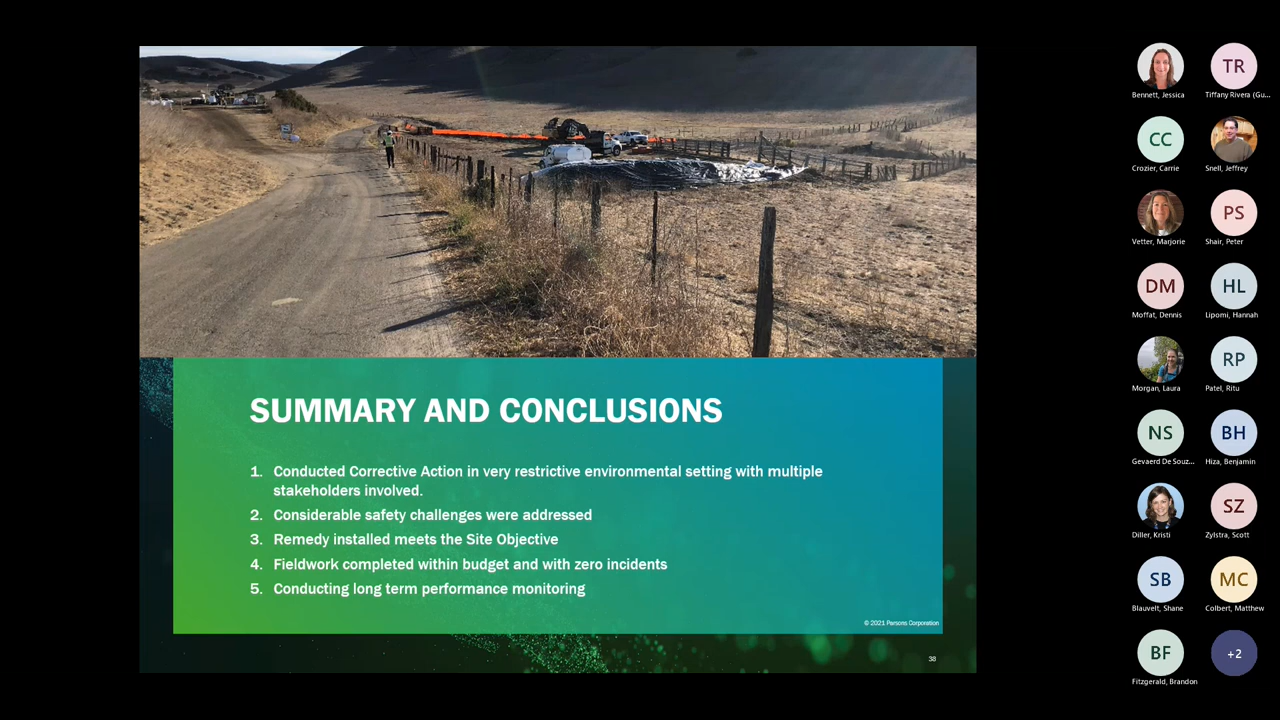 SUMMARY AND CONCLUSIONS
1. Conducted Corrective Action in very restrictive environmental setting with multiple
stakeholders involved.
2. Considerable safety challenges were addressed
3. Remedy installed meets the Site Objective
4. Fieldwork completed within budget and with zero incidents
5. Conducting long term performance monitoring
© 2021 Parsons Corporation
38
Bennett, Jessica
TR
Tiffany Rivera (Gu...
CC
Crozier, Carrie
Snell, Jeffrey
Vetter, Marjorie
PS
Shair, Peter
DM
Moffat, Dennis
HL
Lipomi, Hannah
Morgan, Laura
RP
Patel, Ritu
NS
Gevaerd De Souz...
BH
Hiza, Benjamin
Diller, Kristi
SZ
Zylstra, Scott
SB
Blauvelt, Shane
MC
Colbert, Matthew
BF
Fitzgerald, Brandon
+2